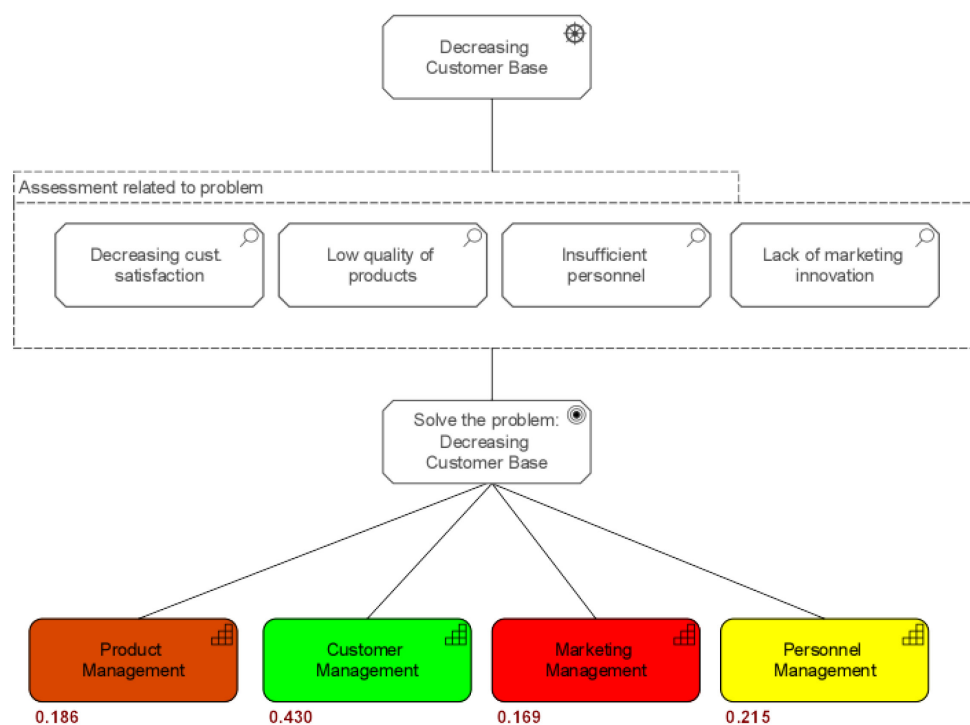 Decreasing
Customer Base
Assessment related to problem
Decreasing cust.
satisfaction
Low quality of
products
Insufficient
personnel
Lack of marketing
innovation
Solve the problem:
Decreasing
Customer Base
Product
Management
Customer
Management
Marketing
Management
Personnel
Management
0.186
0.430
0.169
0.215